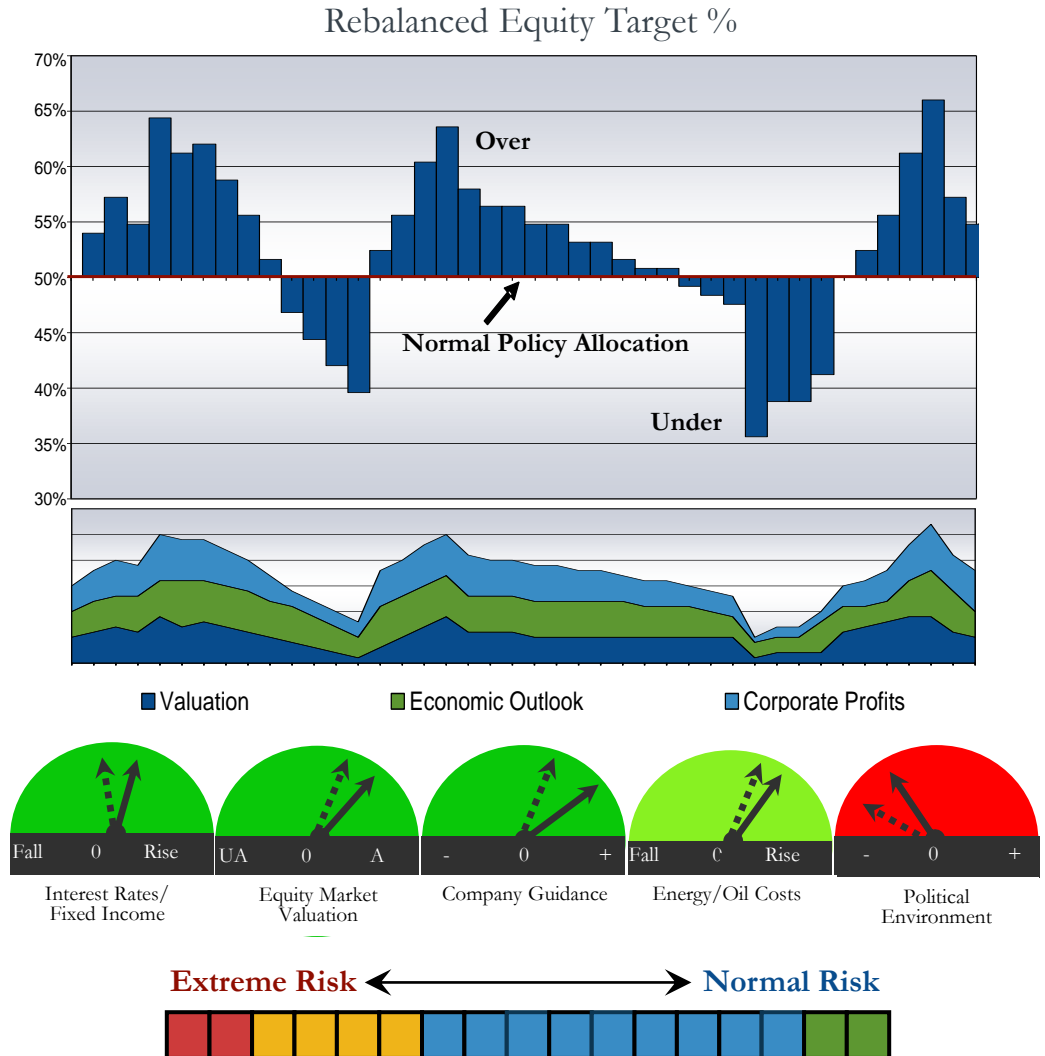 Rebalanced Equity Target %
70%
65%
60%
55%
50%
45%
40%
35%
30%
Over
Normal Policy Allocation
Under
Valuation
Economic Outlook
Corporate Profits
Fall 0 Rise
UA 0 A
- 0 +
Fall 0 Rise
- 0 +
Interest Rates/
Fixed Income
Equity Market
Valuation
Company Guidance
Energy/Oil Costs
Political
Environment
Extreme Risk
Normal Risk